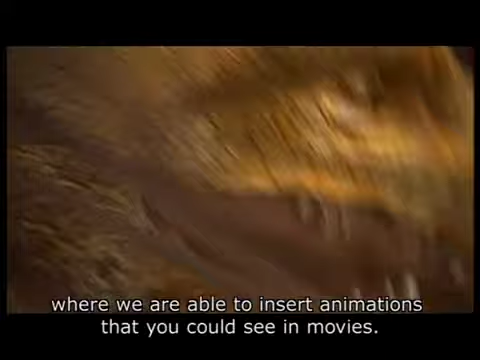 where we are able to insert animations
that you could see in movies.